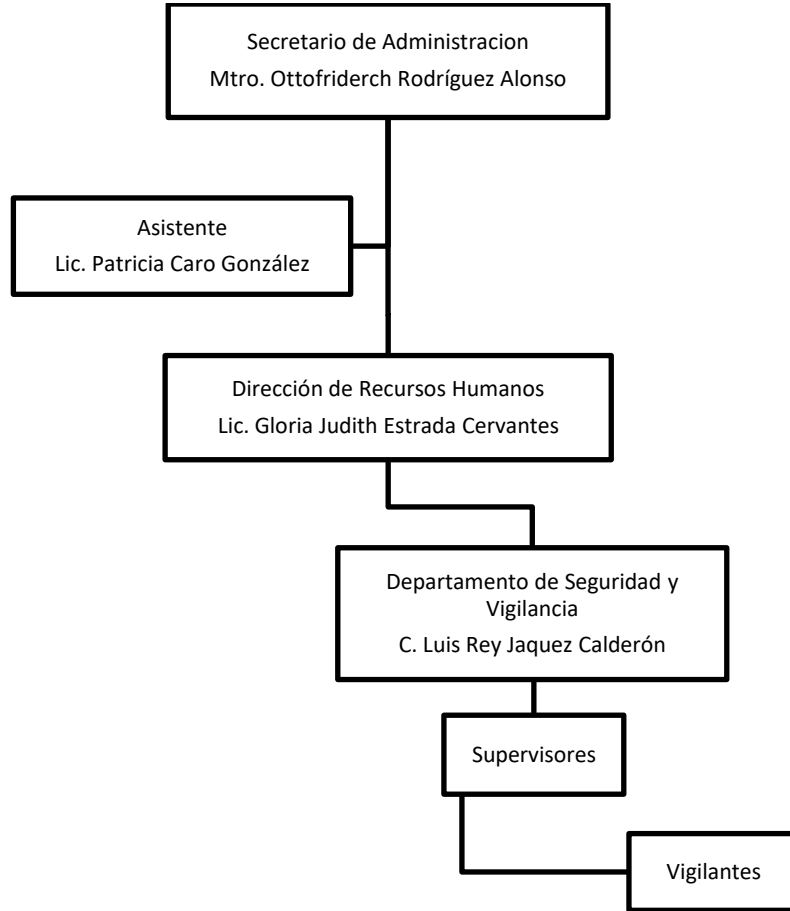 Secretario de Administracion
Mtro. Ottofriderch Rodríguez Alonso
Asistente
Lic. Patricia Caro González
Dirección de Recursos Humanos
Lic. Gloria Judith Estrada Cervantes
Departamento de Seguridad y
Vigilancia
C. Luis Rey Jaquez Calderón
Supervisores
Vigilantes